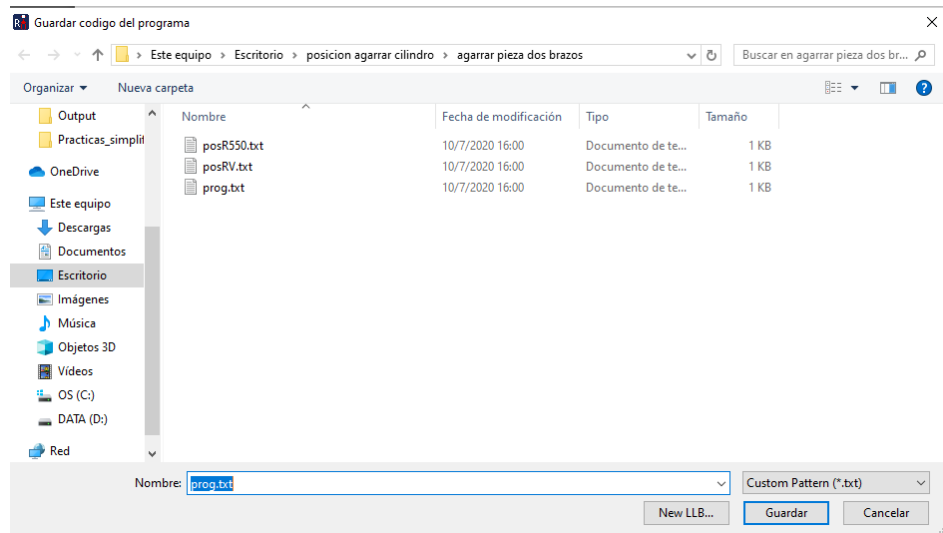 Guardar codigo del programa
Este equipo > Escritorio > posicion agarrar cilindro > agarrar pieza dos brazos
Buscar en agarrar pieza dos br...
Organizar
Nueva carpeta
Output
Practicas_simplif
OneDrive
Este equipo
Descargas
Documentos
Escritorio
Imágenes
Música
Objetos 3D
Vídeos
OS (C:)
DATA (D:)
Red
Nombre Fecha de modificación Tipo Tamaño
posR550.txt 10/7/2020 16:00 Documento de te... 1 KB
posRV.txt 10/7/2020 16:00 Documento de te... 1 KB
prog.txt 10/7/2020 16:00 Documento de te... 1 KB
Nombre: prog.txt
Custom Pattern (*.txt)
New LLB...
Guardar
Cancelar